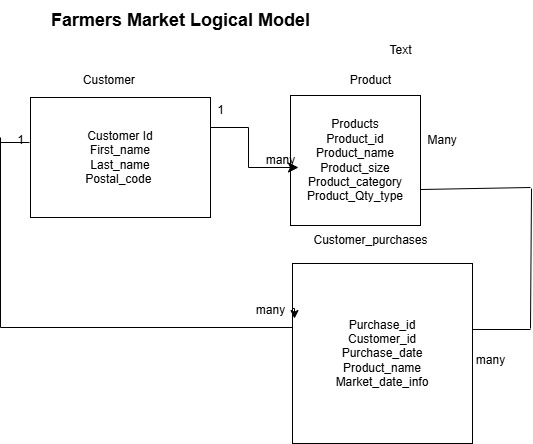 Farmers Market Logical Model
Text
Customer
Product
1
1
Customer Id
First_name
Last_name
Postal_code
many
Products
Product_id
Product_name
Product_size
Product_category
Product_Qty_type
Many
Customer_purchases
many
Purchase_id
Customer_id
Purchase_date
Product_name
Market_date_info
many